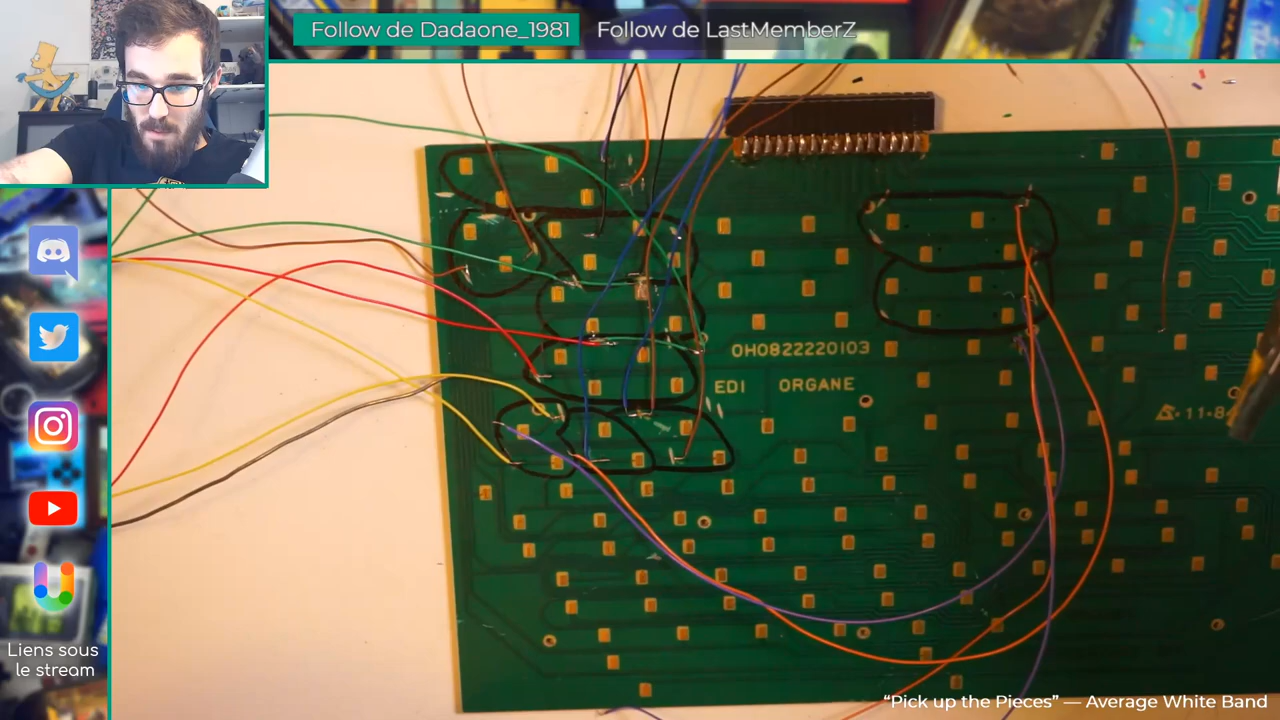 Follow de Dadaone_1981
Follow de LastMemberZ
0H0822220103
EDI ORGANE
Liens sous
le stream
“Pick up the Pieces” — Average White Band